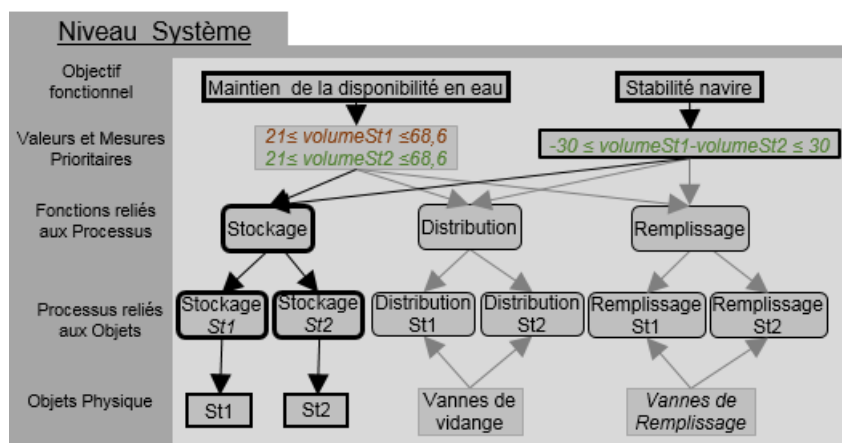 Niveau Système
Objectif
fonctionnel
Maintien de la disponibilité en eau
Stabilité navire
Valeurs et Mesures
Prioritaires
21≤ volumeSt1 ≤68,6
21≤ volumeSt2 ≤68,6
-30 ≤ volumeSt1-volumeSt2 ≤ 30
Fonctions reliés
aux Processus
Stockage
Distribution
Remplissage
Processus reliés
aux Objets
Stockage
St1
Stockage
St2
Distribution
St1
Distribution
St2
Remplissage
St1
Remplissage
St2
Objets Physique
St1
St2
Vannes de
vidange
Vannes de
Remplissage